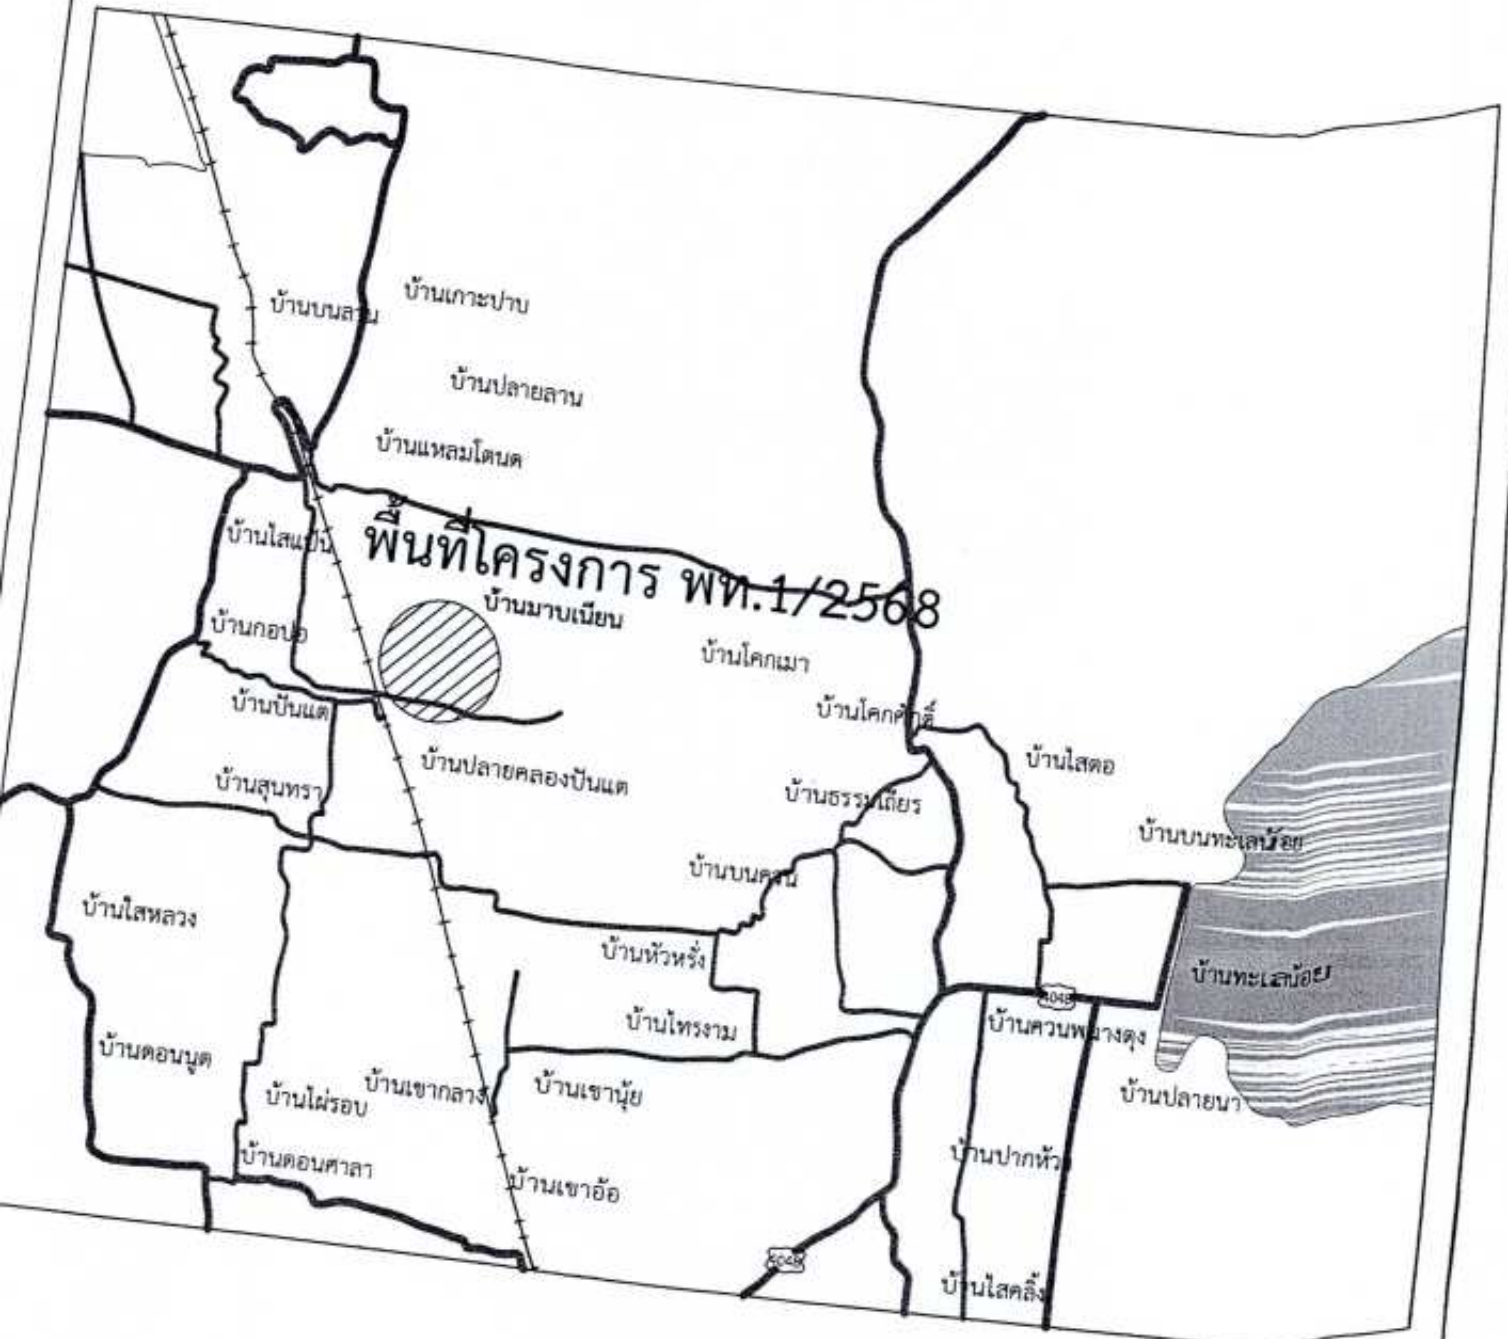 บ้านเกาะปาบ
บ้านบนลาน
บ้านปลายลาน
บ้านแหลมโตนด
พื้นที่โครงการ พท.1/2568
บ้านไสแป้น
บ้านมาบเนียน
บ้านกอปอ
บ้านโคกเมา
บ้านปันแต
บ้านโคกศักดิ์
บ้านปลายคลองปันแต
บ้านไสตอ
บ้านสุนทรา
บ้านธรรมเถียร
บ้านบนทะเลน้อย
บ้านบนควน
บ้านใสหลวง
บ้านหัวหรั่ง
บ้านทะเลน้อย
4048
บ้านไทรงาม
บ้านควนพนางตุง
บ้านดอนนูด
บ้านเขากลาง
บ้านเขานุ้ย
บ้านไผ่รอบ
บ้านปลายนา
บ้านดอนศาลา
บ้านปากหัว
บ้านเขาอ้อ
4048
บ้านไสคลิ้ง